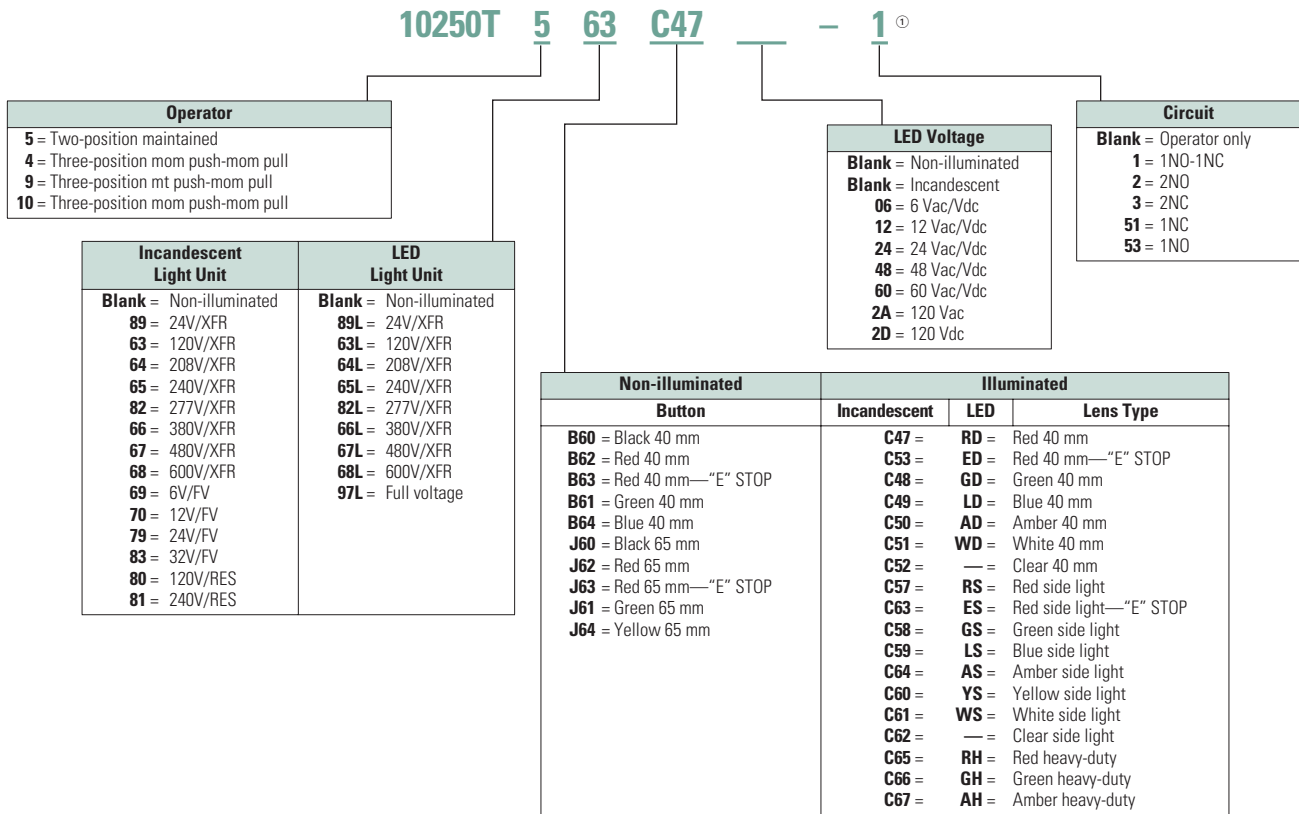 10250T 5 63 C47 – 1 ①
Operator
5 = Two-position maintained
4 = Three-position mom push-mom pull
9 = Three-position mt push-mom pull
10 = Three-position mom push-mom pull
Incandescent Light Unit
Blank = Non-illuminated
89 = 24V/XFR
63 = 120V/XFR
64 = 208V/XFR
65 = 240V/XFR
82 = 277V/XFR
66 = 380V/XFR
67 = 480V/XFR
68 = 600V/XFR
69 = 6V/FV
70 = 12V/FV
79 = 24V/FV
83 = 32V/FV
80 = 120V/RES
81 = 240V/RES
LED Light Unit
Blank = Non-illuminated
89L = 24V/XFR
63L = 120V/XFR
64L = 208V/XFR
65L = 240V/XFR
82L = 277V/XFR
66L = 380V/XFR
67L = 480V/XFR
68L = 600V/XFR
97L = Full voltage
LED Voltage
Blank = Non-illuminated
Blank = Incandescent
06 = 6 Vac/Vdc
12 = 12 Vac/Vdc
24 = 24 Vac/Vdc
48 = 48 Vac/Vdc
60 = 60 Vac/Vdc
2A = 120 Vac
2D = 120 Vdc
Circuit
Blank = Operator only
1 = 1NO-1NC
2 = 2NO
3 = 2NC
51 = 1NC
53 = 1NO
Non-illuminated
Button
B60 = Black 40 mm
B62 = Red 40 mm
B63 = Red 40 mm—“E” STOP
B61 = Green 40 mm
B64 = Blue 40 mm
J60 = Black 65 mm
J62 = Red 65 mm
J63 = Red 65 mm—“E” STOP
J61 = Green 65 mm
J64 = Yellow 65 mm
Illuminated
Incandescent LED Lens Type
C47 = RD = Red 40 mm
C53 = ED = Red 40 mm—“E” STOP
C48 = GD = Green 40 mm
C49 = LD = Blue 40 mm
C50 = AD = Amber 40 mm
C51 = WD = White 40 mm
C52 = — = Clear 40 mm
C57 = RS = Red side light
C63 = ES = Red side light—“E” STOP
C58 = GS = Green side light
C59 = LS = Blue side light
C64 = AS = Amber side light
C60 = YS = Yellow side light
C61 = WS = White side light
C62 = — = Clear side light
C65 = RH = Red heavy-duty
C66 = GH = Green heavy-duty
C67 = AH = Amber heavy-duty